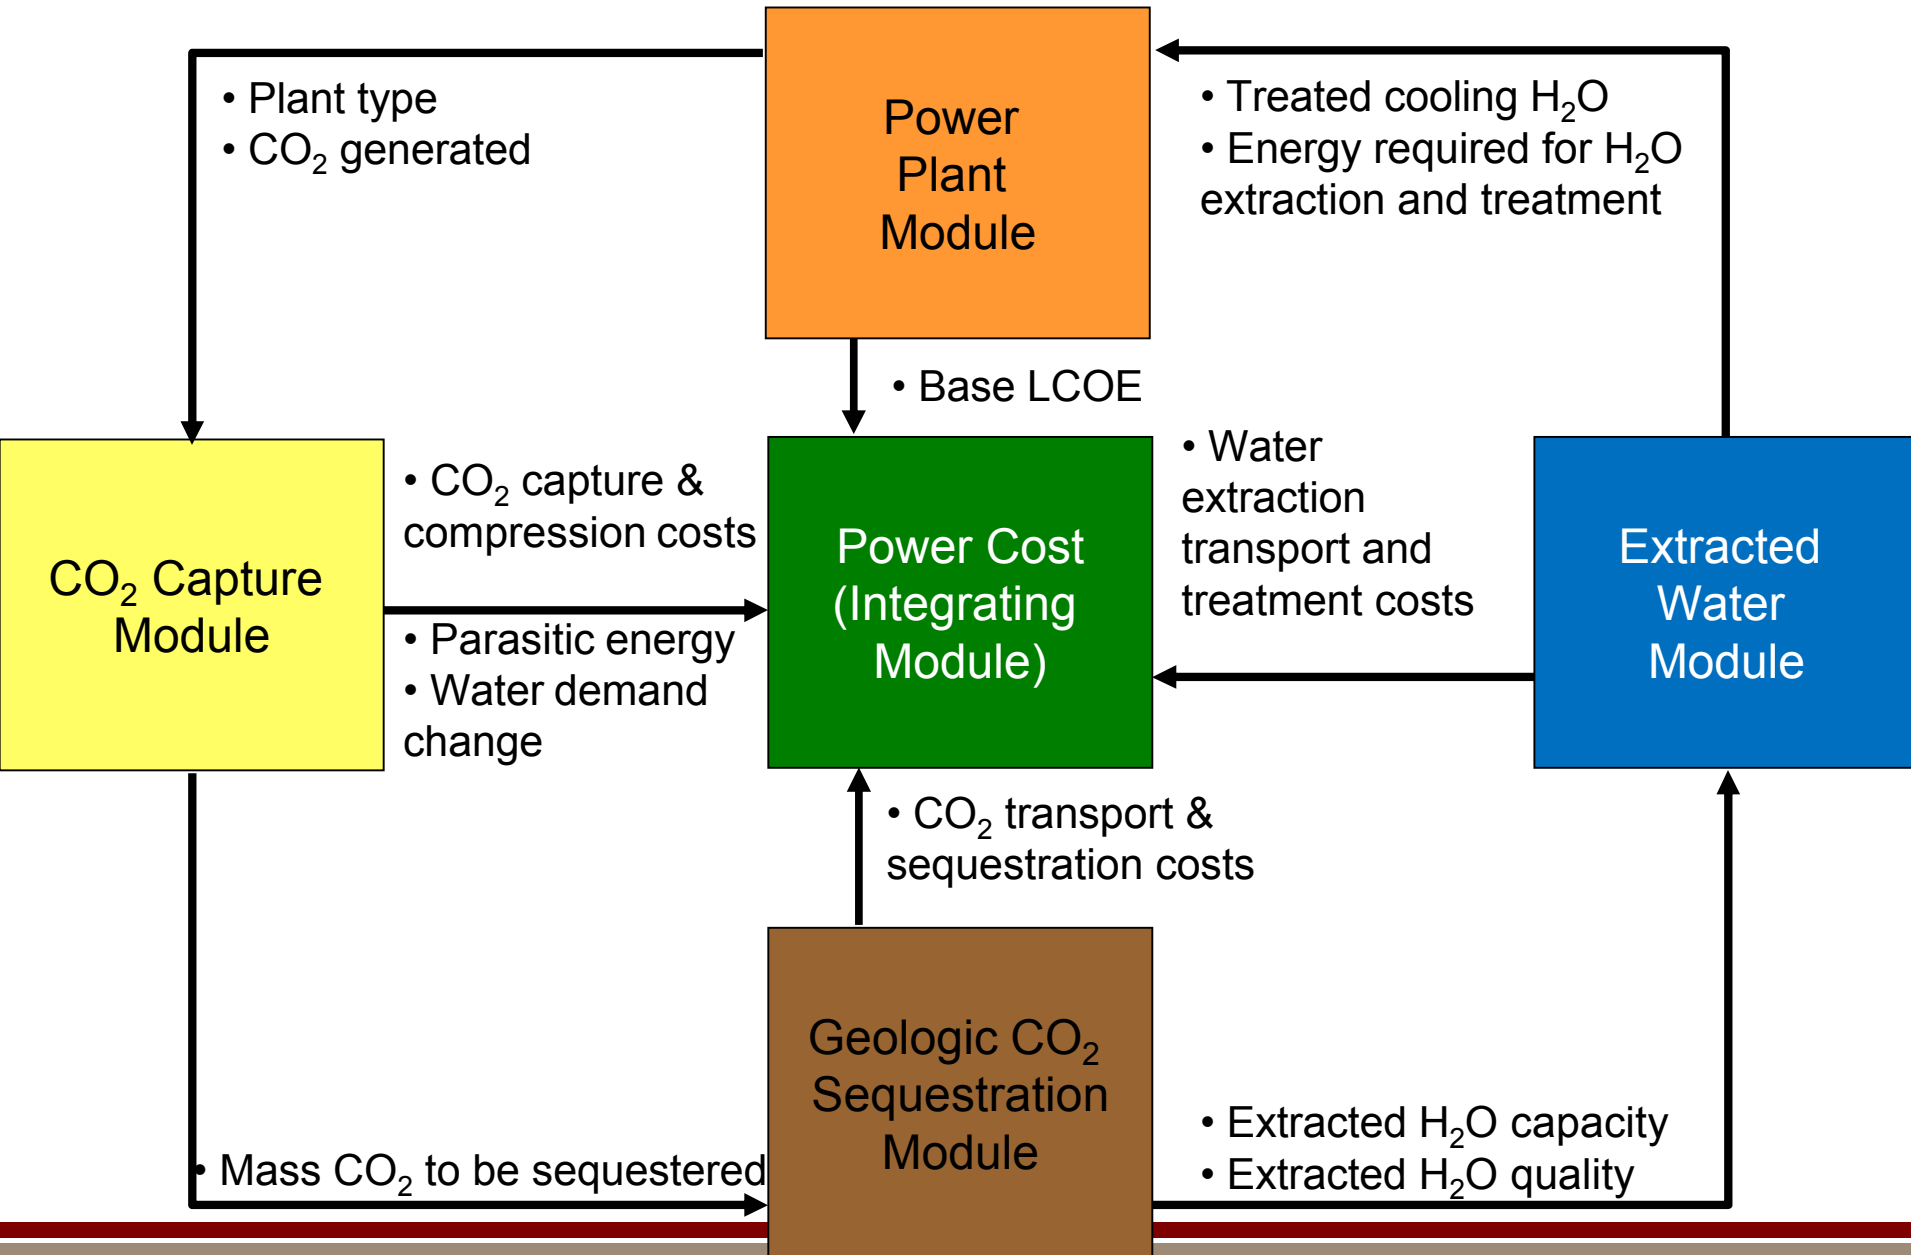 • Plant type
• CO₂ generated
Power
Plant
Module
• Treated cooling H₂O
• Energy required for H₂O
extraction and treatment
• Base LCOE
CO₂ Capture
Module
• CO₂ capture &
compression costs
• Parasitic energy
• Water demand
change
Power Cost
(Integrating
Module)
• Water
extraction
transport and
treatment costs
Extracted
Water
Module
• CO₂ transport &
sequestration costs
• Mass CO₂ to be sequestered
Geologic CO₂
Sequestration
Module
• Extracted H₂O capacity
• Extracted H₂O quality